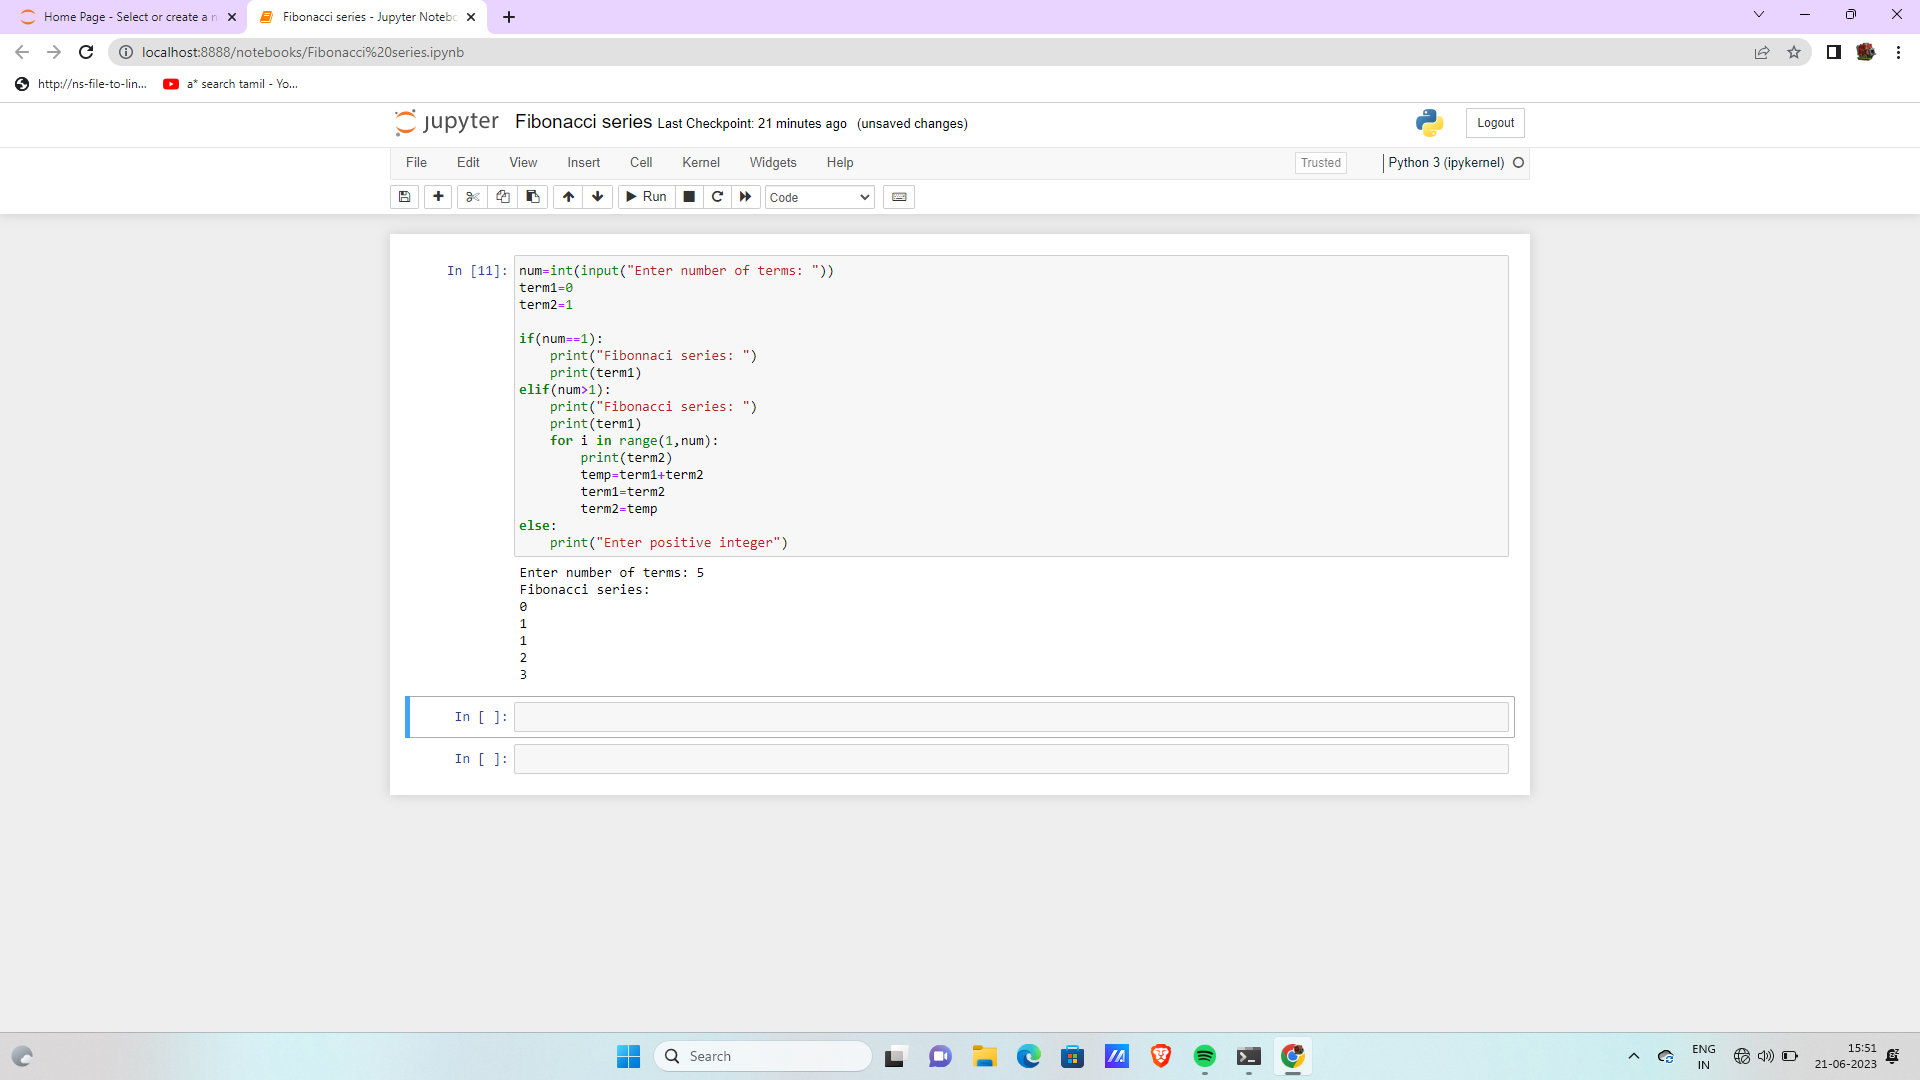 Home Page - Select or create a n
Fibonacci series - Jupyter Notebo
localhost:8888/notebooks/Fibonacci%20series.ipynb
http://ns-file-to-lin...
a* search tamil - Yo...
jupyter Fibonacci series Last Checkpoint: 21 minutes ago (unsaved changes)
Logout
File Edit View Insert Cell Kernel Widgets Help
Trusted
Python 3 (ipykernel)
Run
Code
In [11]:
num=int(input("Enter number of terms: "))
term1=0
term2=1
if(num==1):
    print("Fibonnaci series: ")
    print(term1)
elif(num>1):
    print("Fibonacci series: ")
    print(term1)
    for i in range(1,num):
        print(term2)
        temp=term1+term2
        term1=term2
        term2=temp
else:
    print("Enter positive integer")
Enter number of terms: 5
Fibonacci series:
0
1
1
2
3
In [ ]:
In [ ]:
Search
ENG
IN
15:51
21-06-2023